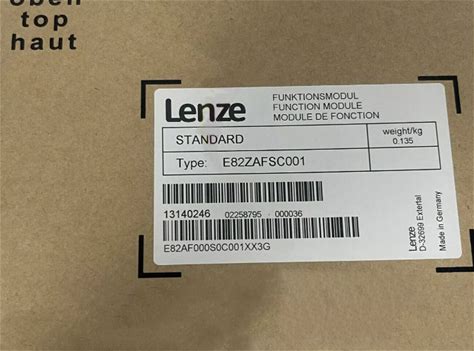 oben
top
haut
Lenze
FUNKTIONSMODUL
FUNCTION MODULE
MODULE DE FONCTION
STANDARD
weight/kg
0.135
Type: E82ZAFSC001
13140246 02258795 000036
E82AF000S0C001XX3G
Lenze
D-32699 Extertal
Made in Germany